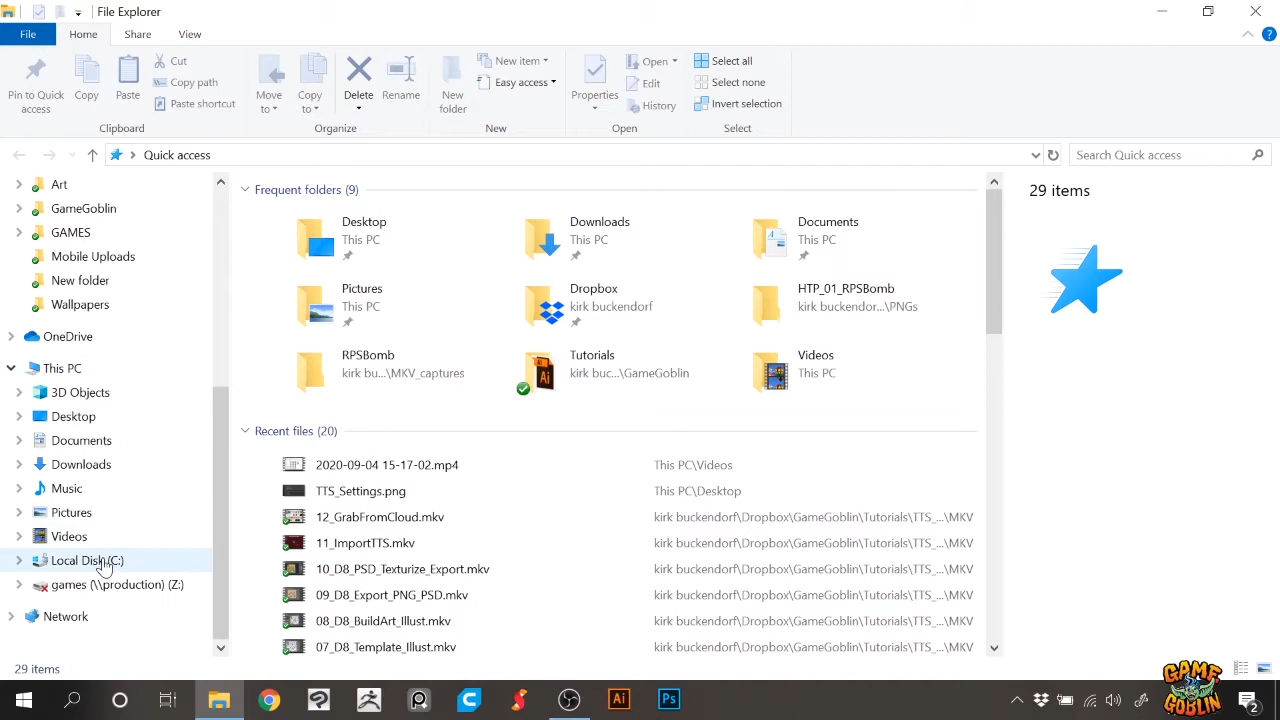 File Explorer
File Home Share View
Pin to Quick access
Copy
Paste
Cut
Copy path
Paste shortcut
Clipboard
Move to
Copy to
Delete
Rename
Organize
New folder
New item
Easy access
New
Properties
Open
Edit
History
Open
Select all
Select none
Invert selection
Select
Quick access
Search Quick access
Art
GameGoblin
GAMES
Mobile Uploads
New folder
Wallpapers
OneDrive
This PC
3D Objects
Desktop
Documents
Downloads
Music
Pictures
Videos
Local Disk (C:)
games (\\production) (Z:)
Network
Frequent folders (9)
Desktop
This PC
Downloads
This PC
Documents
This PC
Pictures
This PC
Dropbox
kirk buckendorf
HTP_01_RPSBomb
kirk buckendor...\PNGs
RPSBomb
kirk bu...\MKV_captures
Tutorials
kirk buc...\GameGoblin
Videos
This PC
Recent files (20)
2020-09-04 15-17-02.mp4 This PC\Videos
TTS_Settings.png This PC\Desktop
12_GrabFromCloud.mkv kirk buckendorf\Dropbox\GameGoblin\Tutorials\TTS_...\MKV
11_ImportTTS.mkv kirk buckendorf\Dropbox\GameGoblin\Tutorials\TTS_...\MKV
10_D8_PSD_Texturize_Export.mkv kirk buckendorf\Dropbox\GameGoblin\Tutorials\TTS_...\MKV
09_D8_Export_PNG_PSD.mkv kirk buckendorf\Dropbox\GameGoblin\Tutorials\TTS_...\MKV
08_D8_BuildArt_Illust.mkv kirk buckendorf\Dropbox\GameGoblin\Tutorials\TTS_...\MKV
07_D8_Template_Illust.mkv kirk buckendorf\Dropbox\GameGoblin\Tutorials\TTS_...\MKV
29 items
29 items
Ai
Ps
GAME
GOBLIN
2